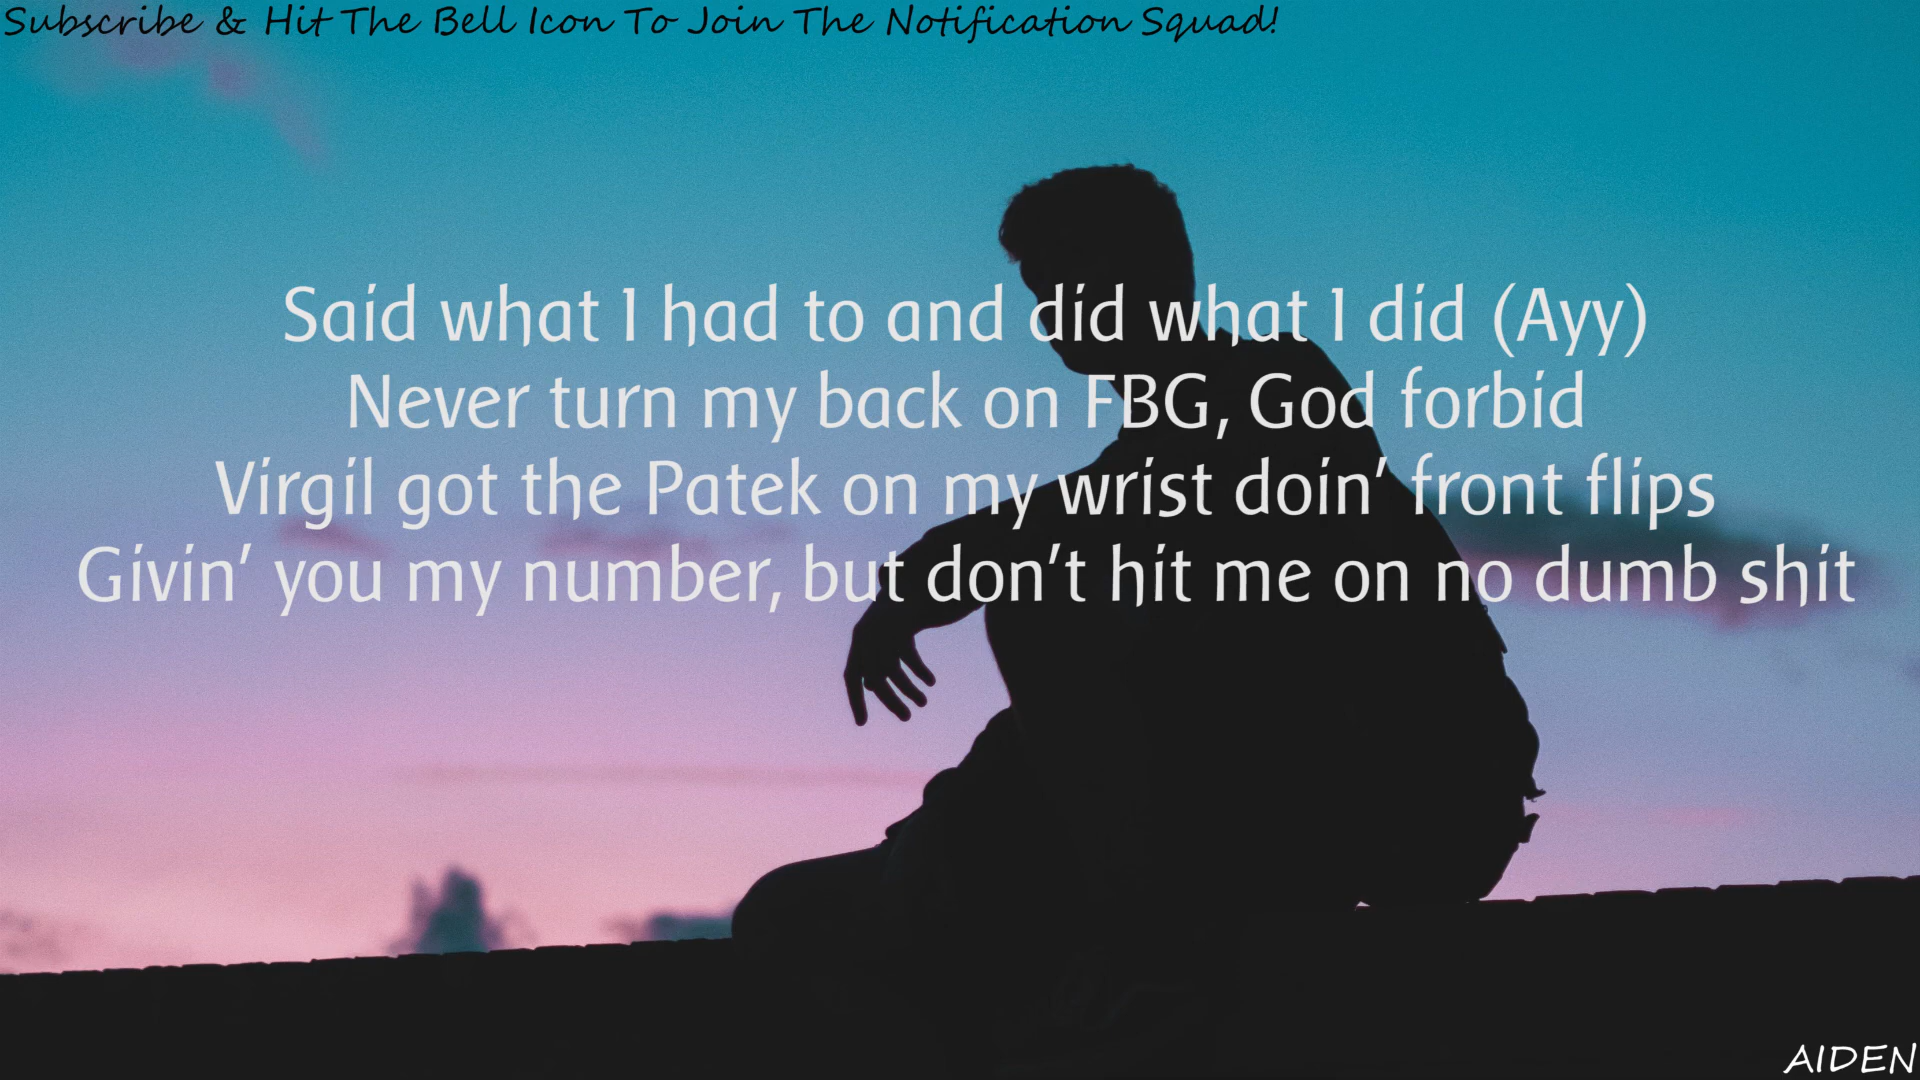 Subscribe & Hit The Bell Icon To Join The Notification Squad!
Said what I had to and did what I did (Ayy)
Never turn my back on FBG, God forbid
Virgil got the Patek on my wrist doin’ front flips
Givin’ you my number, but don’t hit me on no dumb shit
AIDEN